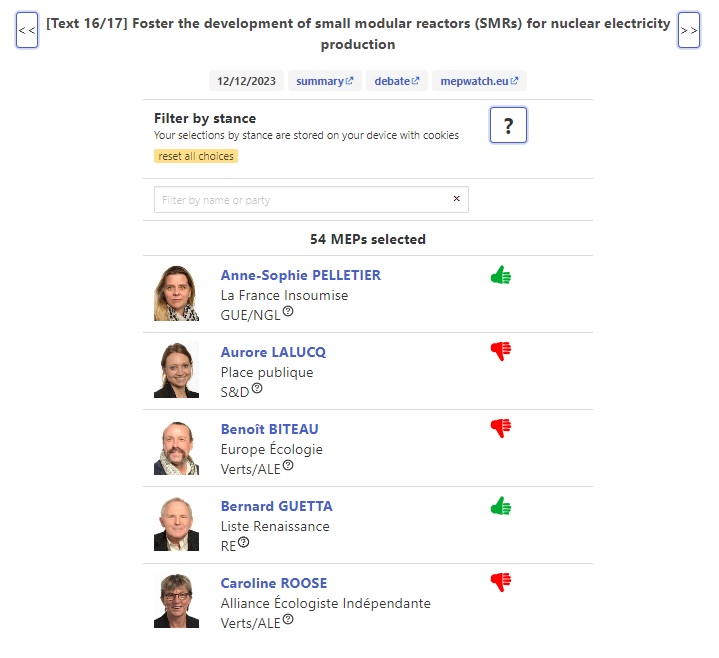 << [Text 16/17] Foster the development of small modular reactors (SMRs) for nuclear electricity >>
production
12/12/2023 summary debate mepwatch.eu
Filter by stance
Your selections by stance are stored on your device with cookies
?
reset all choices
Filter by name or party ×
54 MEPs selected
Anne-Sophie PELLETIER
La France Insoumise
GUE/NGL ?
Aurore LALUCQ
Place publique
S&D ?
Benoît BITEAU
Europe Écologie
Verts/ALE ?
Bernard GUETTA
Liste Renaissance
RE ?
Caroline ROOSE
Alliance Écologiste Indépendante
Verts/ALE ?